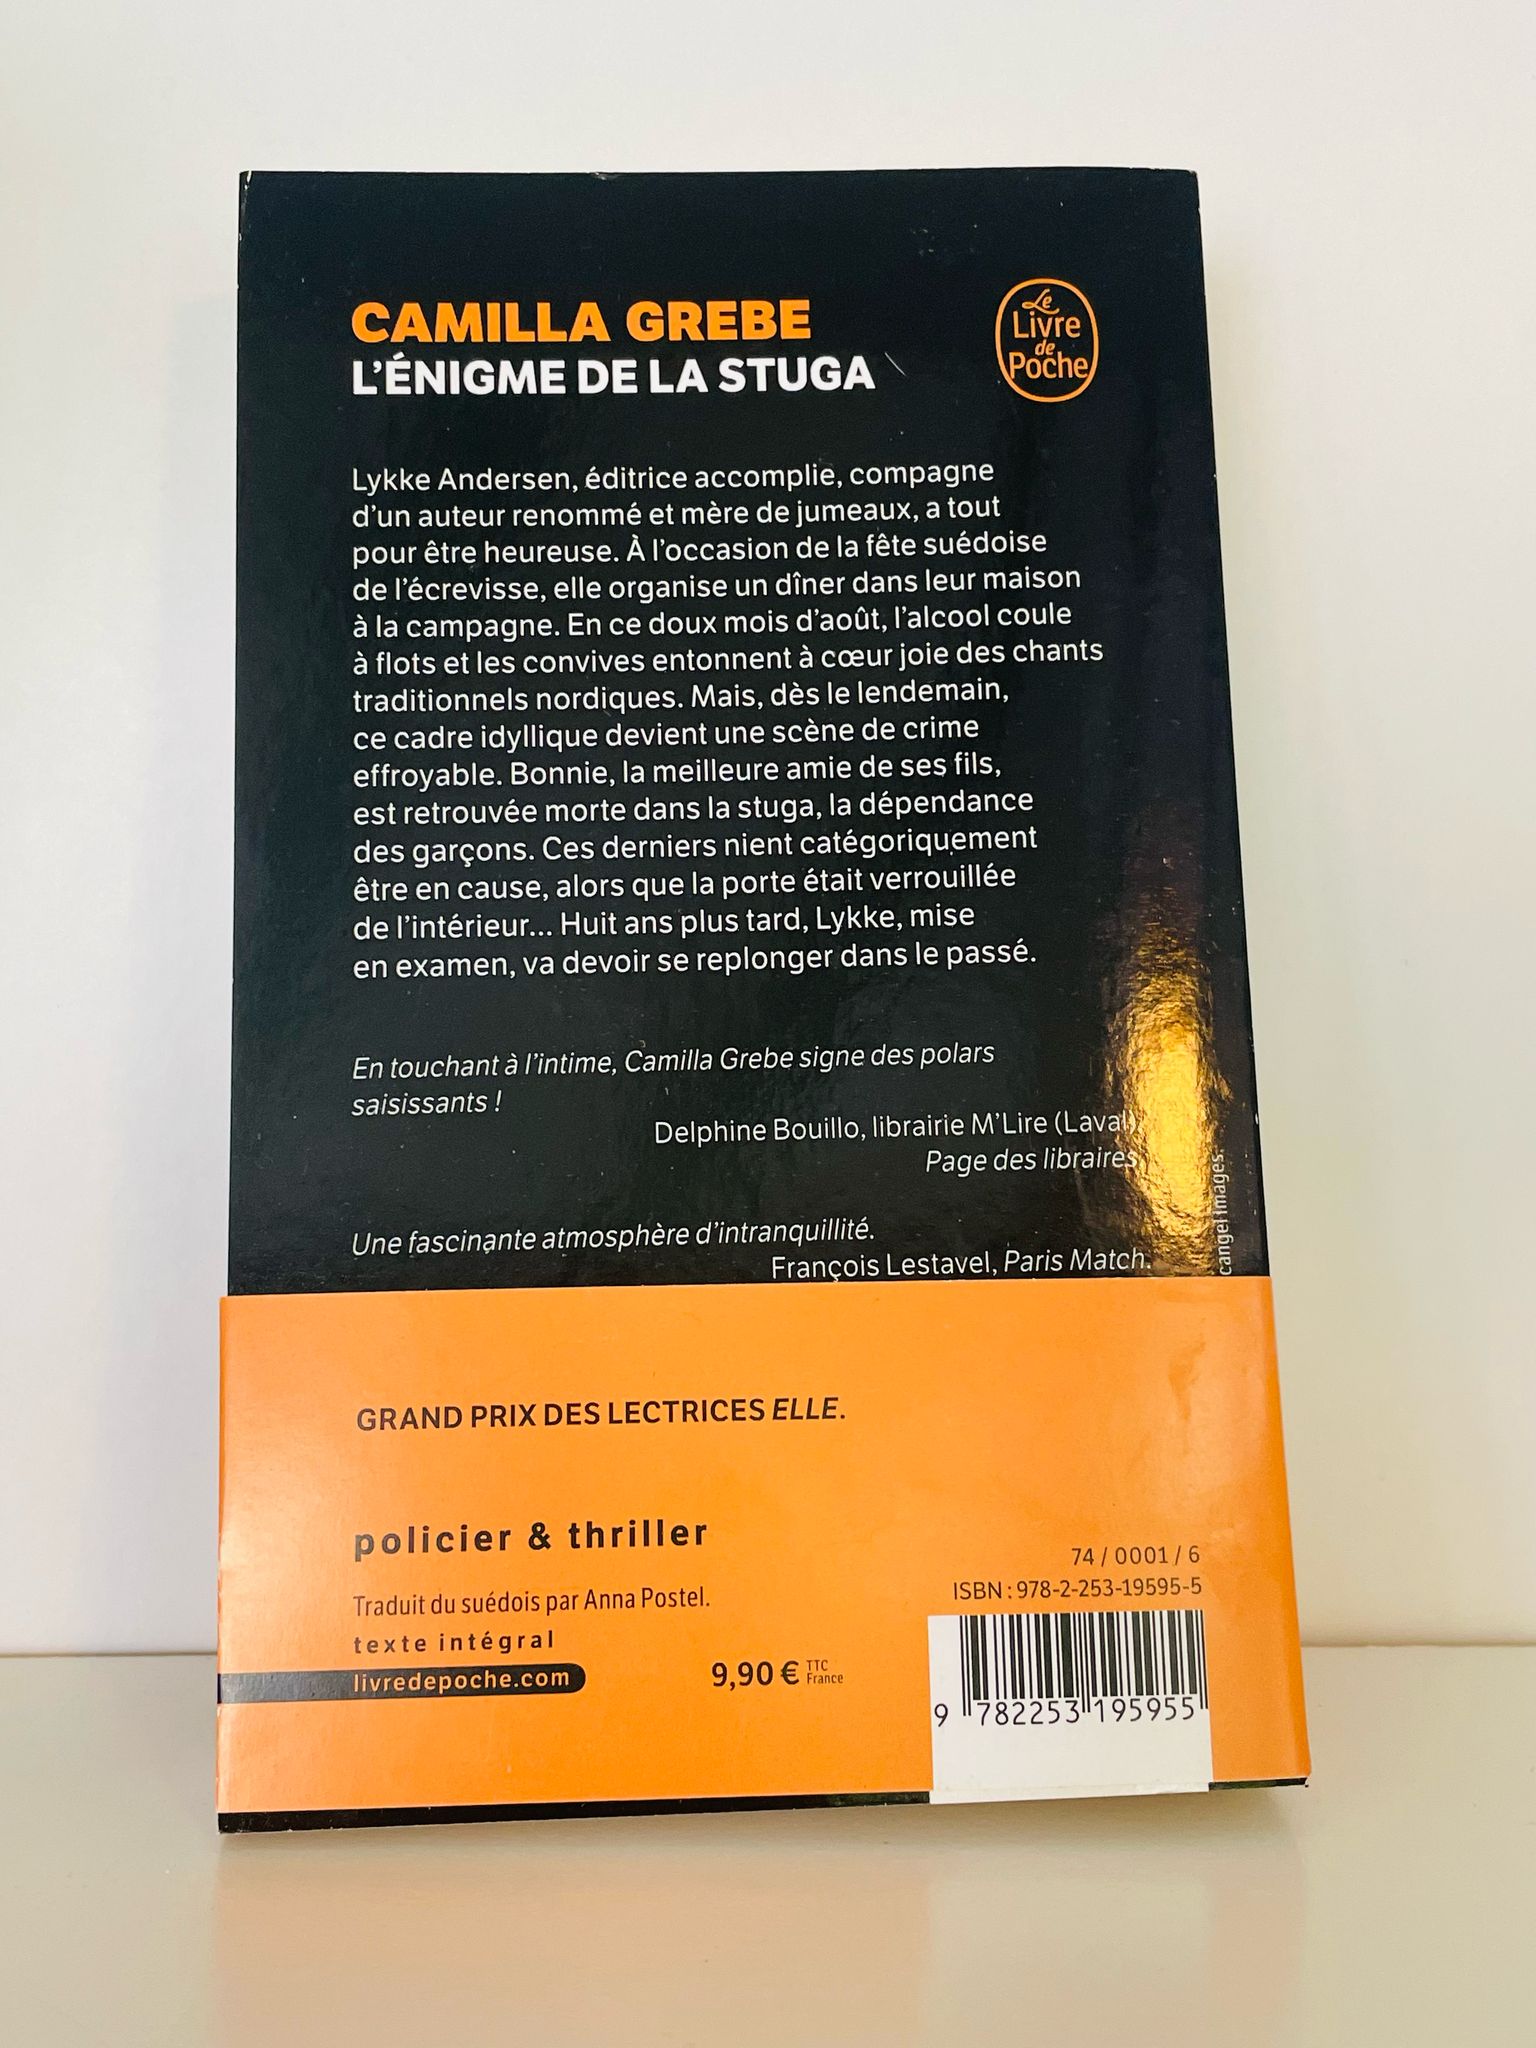 CAMILLA GREBE
L'ÉNIGME DE LA STUGA
Le
Livre
de
Poche
Lykke Andersen, éditrice accomplie, compagne
d'un auteur renommé et mère de jumeaux, a tout
pour être heureuse. À l'occasion de la fête suédoise
de l'écrevisse, elle organise un dîner dans leur maison
à la campagne. En ce doux mois d'août, l'alcool coule
à flots et les convives entonnent à cœur joie des chants
traditionnels nordiques. Mais, dès le lendemain,
ce cadre idyllique devient une scène de crime
effroyable. Bonnie, la meilleure amie de ses fils,
est retrouvée morte dans la stuga, la dépendance
des garçons. Ces derniers nient catégoriquement
être en cause, alors que la porte était verrouillée
de l'intérieur... Huit ans plus tard, Lykke, mise
en examen, va devoir se replonger dans le passé.
En touchant à l'intime, Camilla Grebe signe des polars
saisissants !
Delphine Bouillo, librairie M'Lire (Laval),
Page des libraires.
Une fascinante atmosphère d'intranquillité.
François Lestavel, Paris Match.
Images.
GRAND PRIX DES LECTRICES ELLE.
policier & thriller
Traduit du suédois par Anna Postel.
texte intégral
livredepoche.com
9,90 € TTC
France
74 / 0001 / 6
ISBN : 978-2-253-19595-5
9 782253 195955